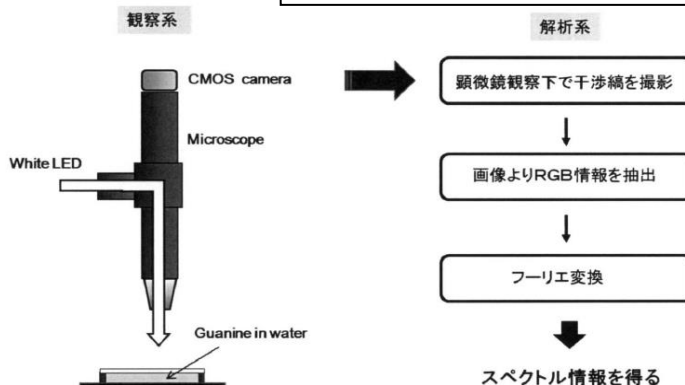 観察系
CMOS camera
Microscope
White LED
Guanine in water
解析系
顕微鏡観察下で干渉縞を撮影
画像よりRGB情報を抽出
フーリエ変換
スペクトル情報を得る